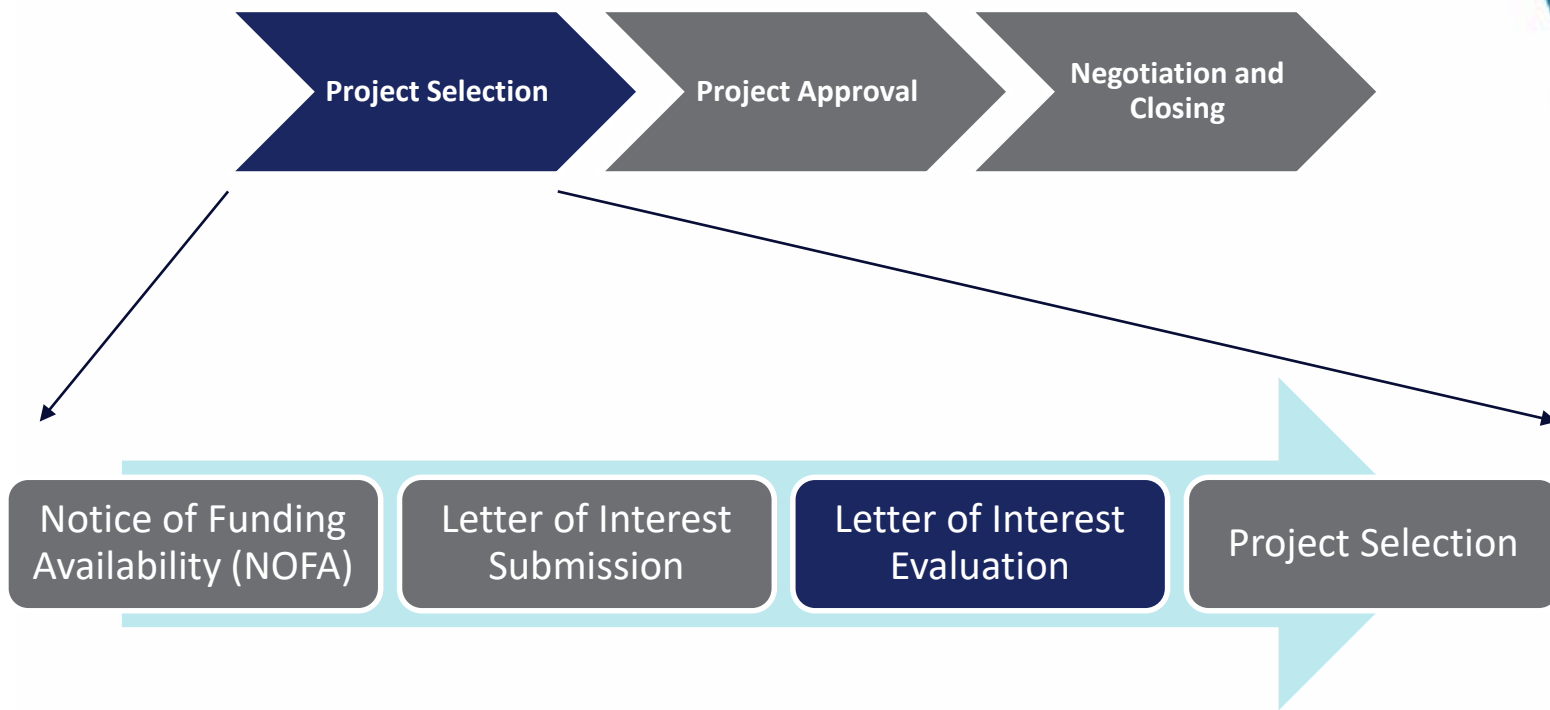 Project Selection
Project Approval
Negotiation and
Closing
Notice of Funding
Availability (NOFA)
Letter of Interest
Submission
Letter of Interest
Evaluation
Project Selection